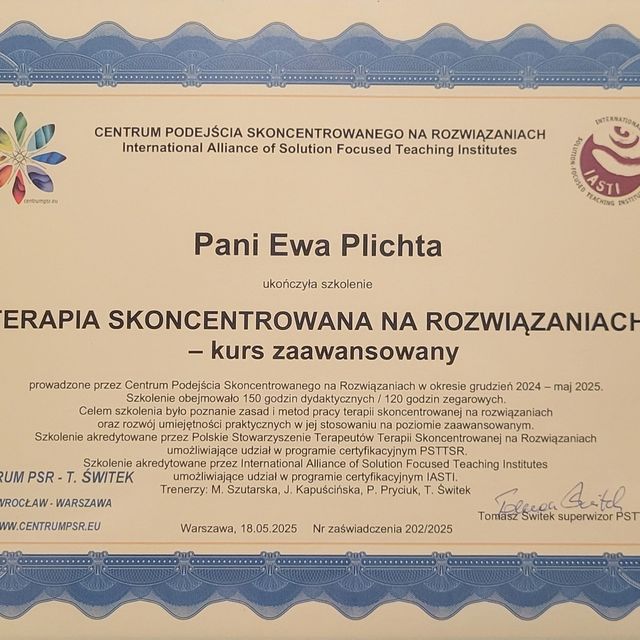 CENTRUM PODEJŚCIA SKONCENTROWANEGO NA ROZWIĄZANIACH
International Alliance of Solution Focused Teaching Institutes
centrumpsr.eu
INTERNATIONAL
SOLUTION FOCUSED TEACHING INSTITUTES
IASTI
Pani Ewa Plichta
ukończyła szkolenie
TERAPIA SKONCENTROWANA NA ROZWIĄZANIACH
– kurs zaawansowany
prowadzone przez Centrum Podejścia Skoncentrowanego na Rozwiązaniach w okresie grudzień 2024 – maj 2025.
Szkolenie obejmowało 150 godzin dydaktycznych / 120 godzin zegarowych.
Celem szkolenia było poznanie zasad i metod pracy terapii skoncentrowanej na rozwiązaniach
oraz rozwój umiejętności praktycznych w jej stosowaniu na poziomie zaawansowanym.
Szkolenie akredytowane przez Polskie Stowarzyszenie Terapeutów Terapii Skoncentrowanej na Rozwiązaniach
umożliwiające udział w programie certyfikacyjnym PSTTSR.
Szkolenie akredytowane przez International Alliance of Solution Focused Teaching Institutes
umożliwiające udział w programie certyfikacyjnym IASTI.
Trenerzy: M. Szutarska, J. Kapuścińska, P. Pryciuk, T. Świtek
RUM PSR - T. ŚWITEK
WROCŁAW - WARSZAWA
WWW.CENTRUMPSR.EU
Tomasz Świtek superwizor PST
Warszawa, 18.05.2025 Nr zaświadczenia 202/2025